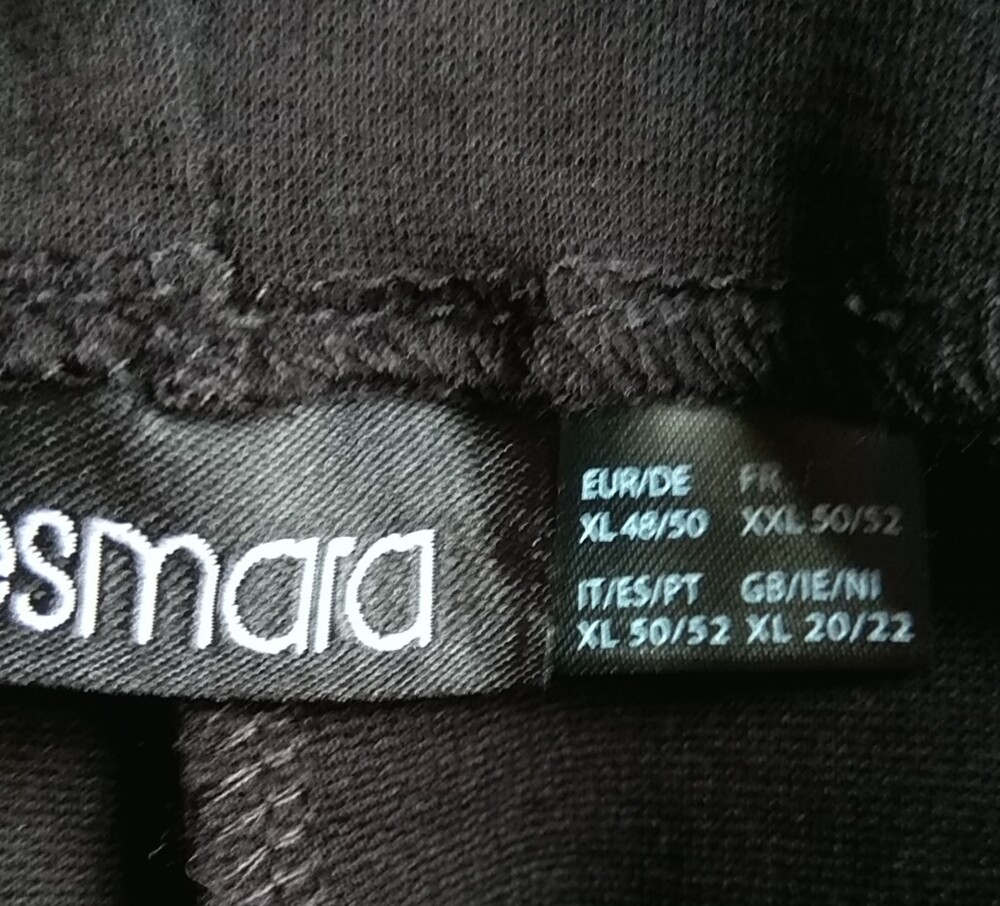 esmara
EUR/DE FR
XL 48/50 XXL 50/52
IT/ES/PT GB/IE/NI
XL 50/52 XL 20/22